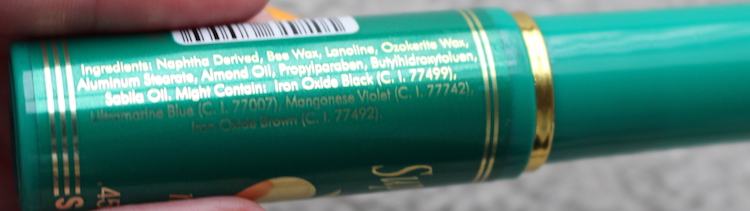 Ingredients: Naphtha Derived, Bee Wax, Lanoline, Ozokerite Wax,
Aluminum Stearate, Almond Oil, Propylparaben, Butylhidroxytoluen,
Sabila Oil. Might Contain: Iron Oxide Black (C. I. 77499),
Ultramarine Blue (C. I. 77007), Manganese Violet (C. I. 77742),
Iron Oxide Brown (C. I. 77492).
.45